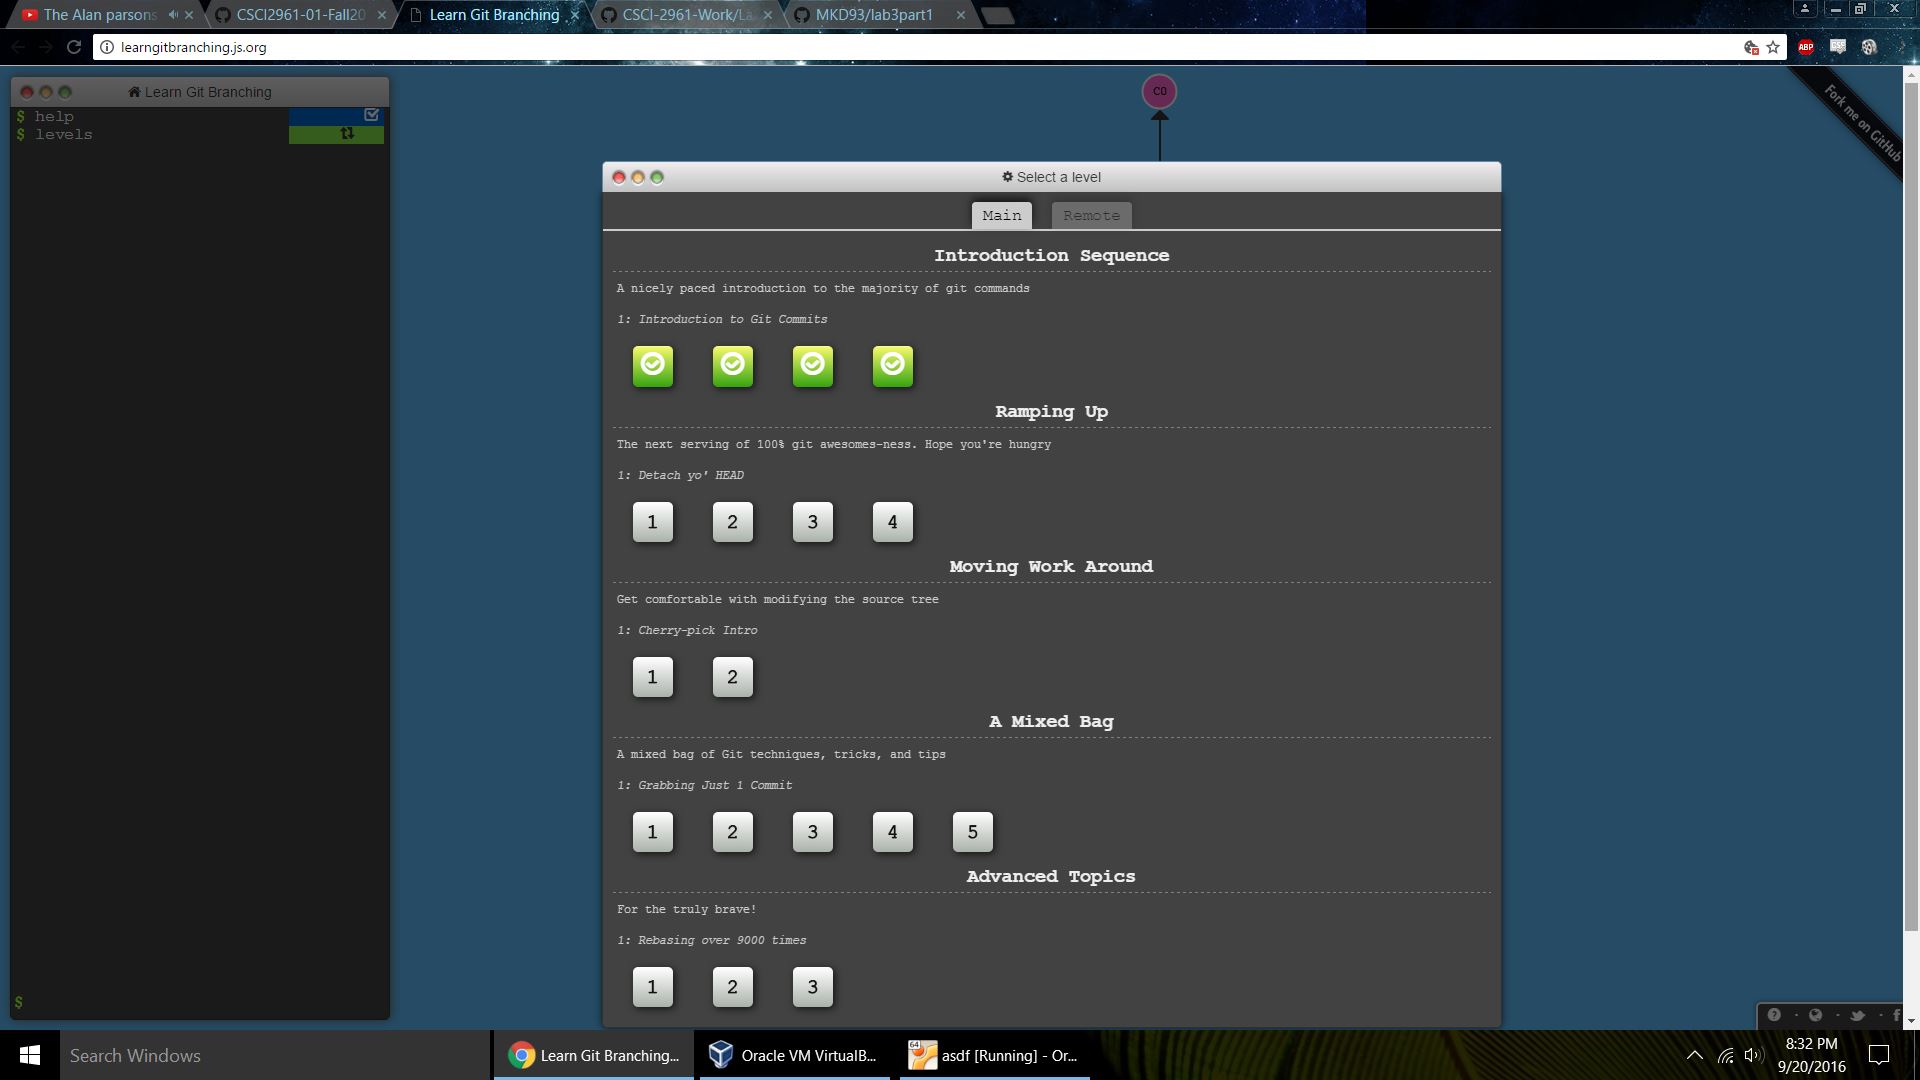 The Alan parsons
CSCI2961-01-Fall20
Learn Git Branching
CSCI-2961-Work/La
MKD93/lab3part1
learngitbranching.js.org
ABP
Learn Git Branching
$ help
$ levels
$
C0
Fork me on GitHub
Select a level
Main
Remote
Introduction Sequence
A nicely paced introduction to the majority of git commands
1: Introduction to Git Commits
Ramping Up
The next serving of 100% git awesomes-ness. Hope you're hungry
1: Detach yo' HEAD
1 2 3 4
Moving Work Around
Get comfortable with modifying the source tree
1: Cherry-pick Intro
1 2
A Mixed Bag
A mixed bag of Git techniques, tricks, and tips
1: Grabbing Just 1 Commit
1 2 3 4 5
Advanced Topics
For the truly brave!
1: Rebasing over 9000 times
1 2 3
Search Windows
Learn Git Branching...
Oracle VM VirtualB...
64
asdf [Running] - Or...
8:32 PM
9/20/2016